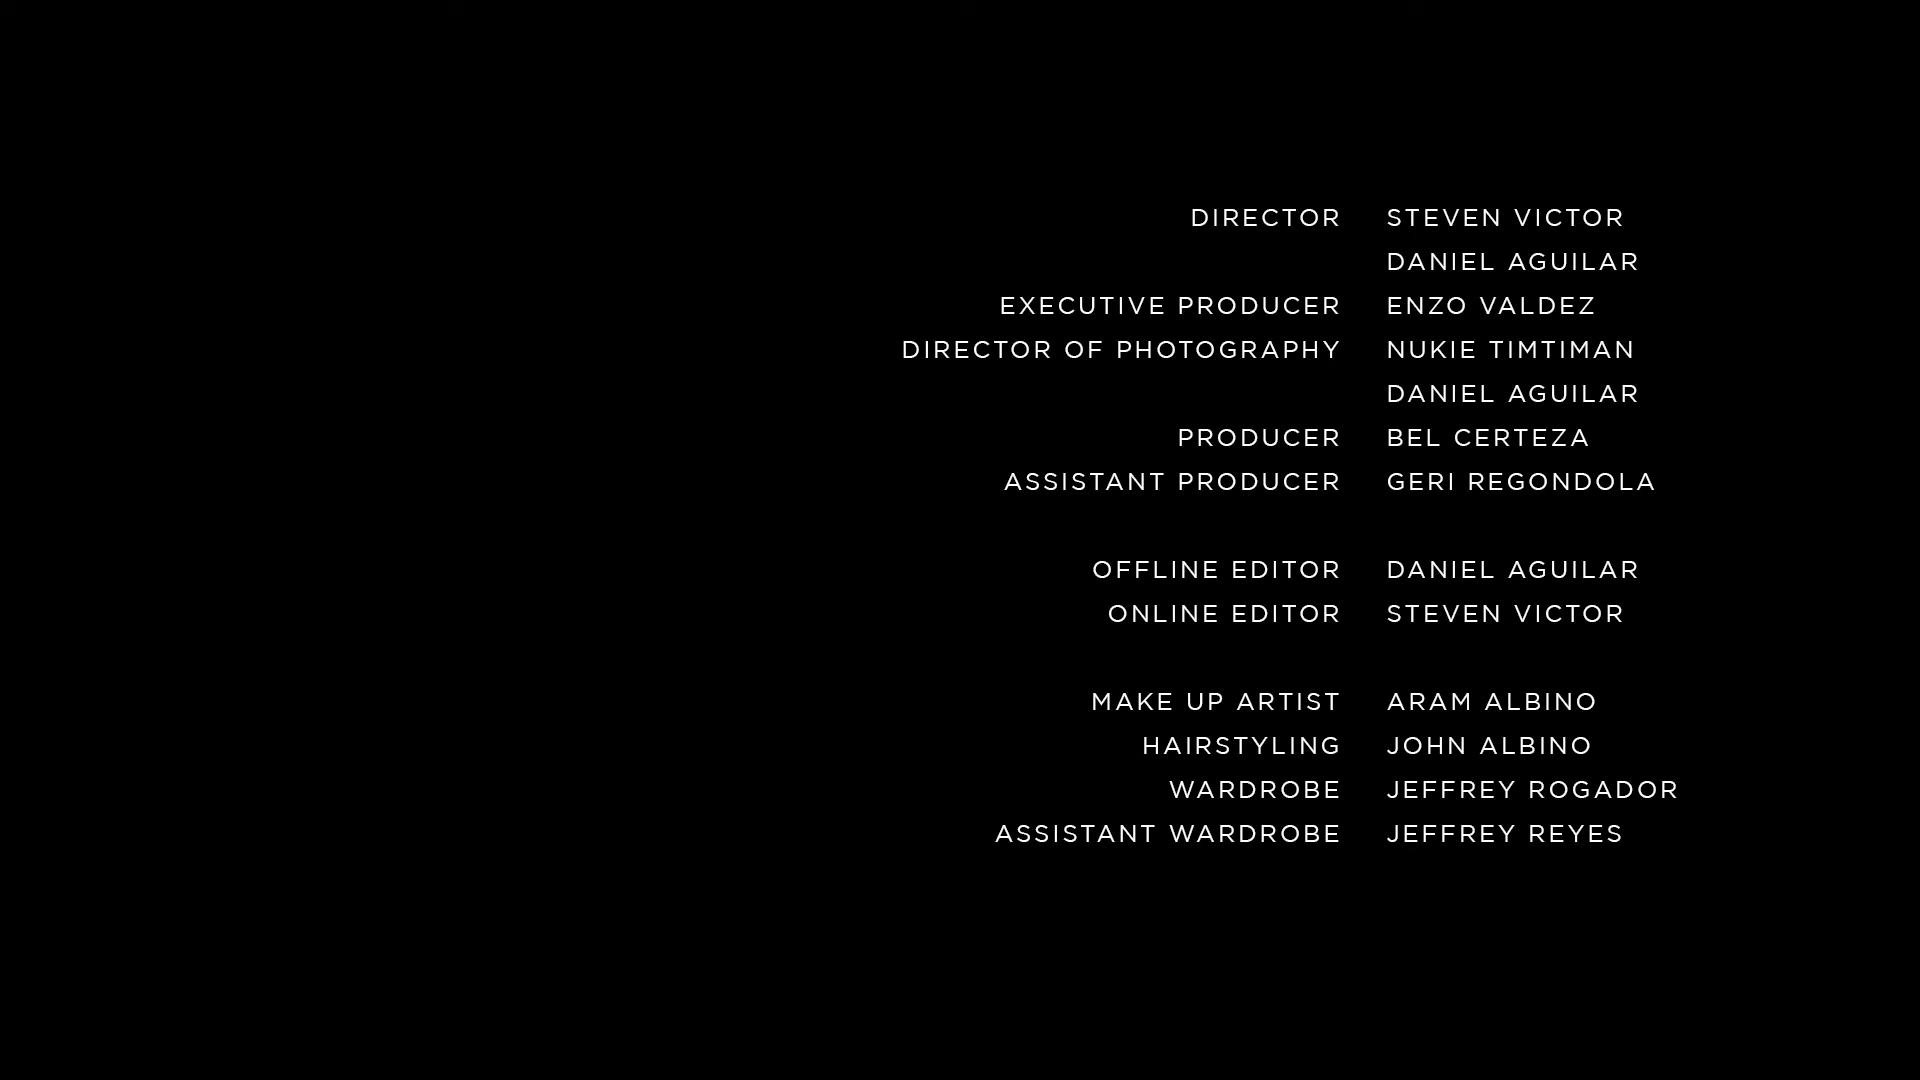 DIRECTOR STEVEN VICTOR
DANIEL AGUILAR
EXECUTIVE PRODUCER ENZO VALDEZ
DIRECTOR OF PHOTOGRAPHY NUKIE TIMTIMAN
DANIEL AGUILAR
PRODUCER BEL CERTEZA
ASSISTANT PRODUCER GERI REGONDOLA
OFFLINE EDITOR DANIEL AGUILAR
ONLINE EDITOR STEVEN VICTOR
MAKE UP ARTIST ARAM ALBINO
HAIRSTYLING JOHN ALBINO
WARDROBE JEFFREY ROGADOR
ASSISTANT WARDROBE JEFFREY REYES